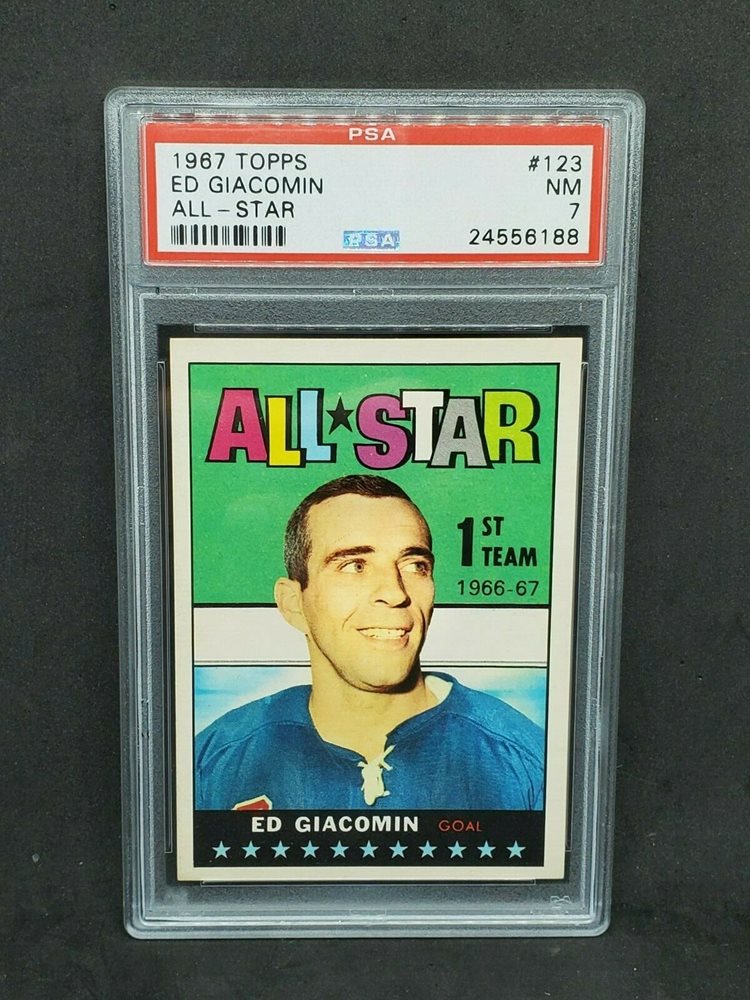 PSA
1967 TOPPS #123
ED GIACOMIN NM
ALL-STAR 7
PSA 24556188
ALL★STAR
1ST TEAM
1966-67
ED GIACOMIN GOAL